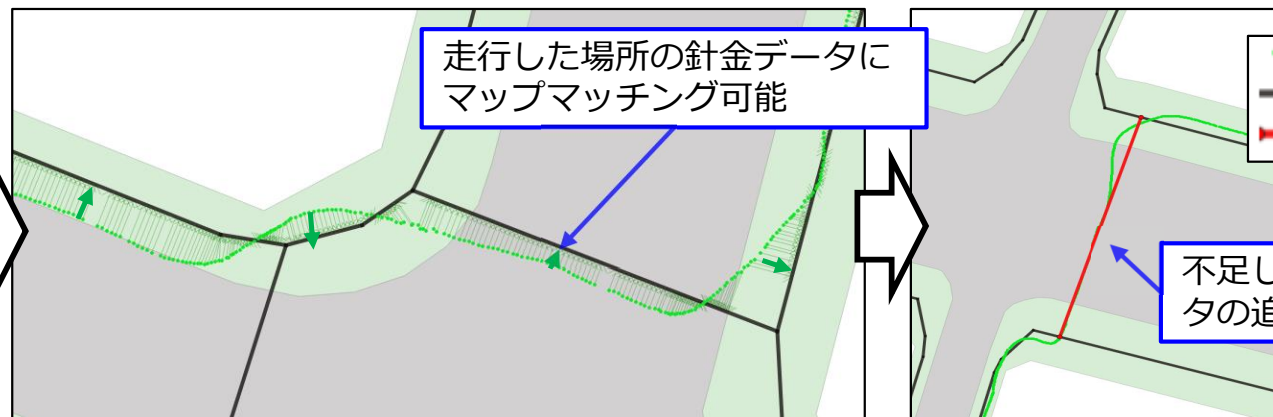 走行した場所の針金データに
マップマッチング可能
不足し
タの追